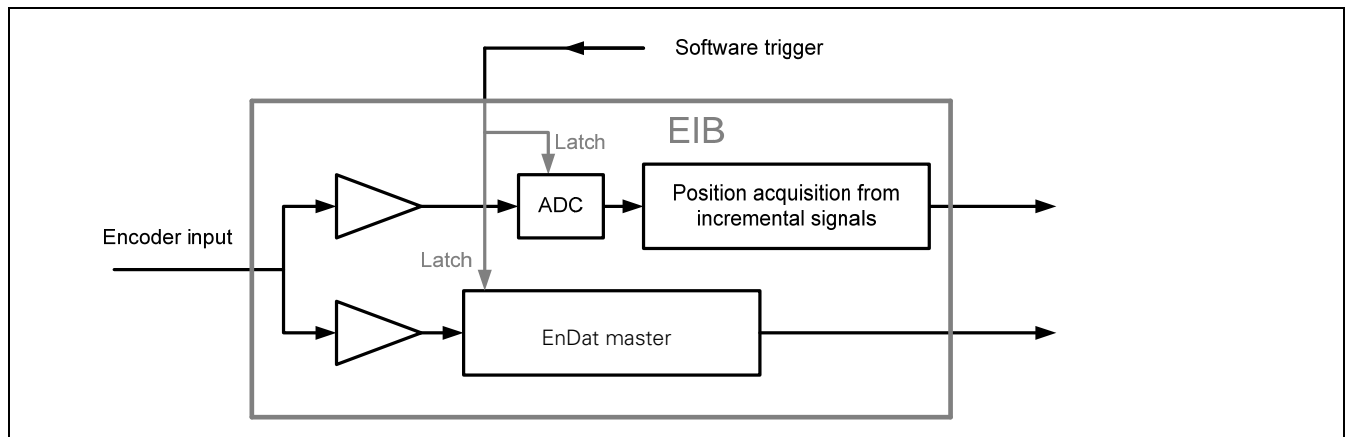 Software trigger
EIB
Latch
ADC
Position acquisition from
incremental signals
Encoder input
Latch
EnDat master